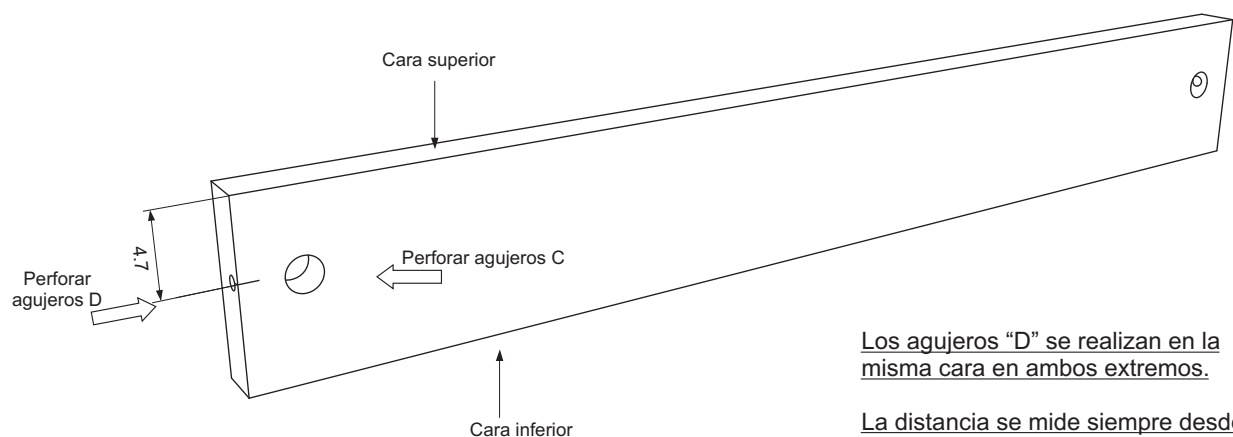 Cara superior
4.7
Perforar agujeros C
Perforar
agujeros D
Los agujeros “D” se realizan en la
misma cara en ambos extremos.
La distancia se mide siempre desde
Cara inferior